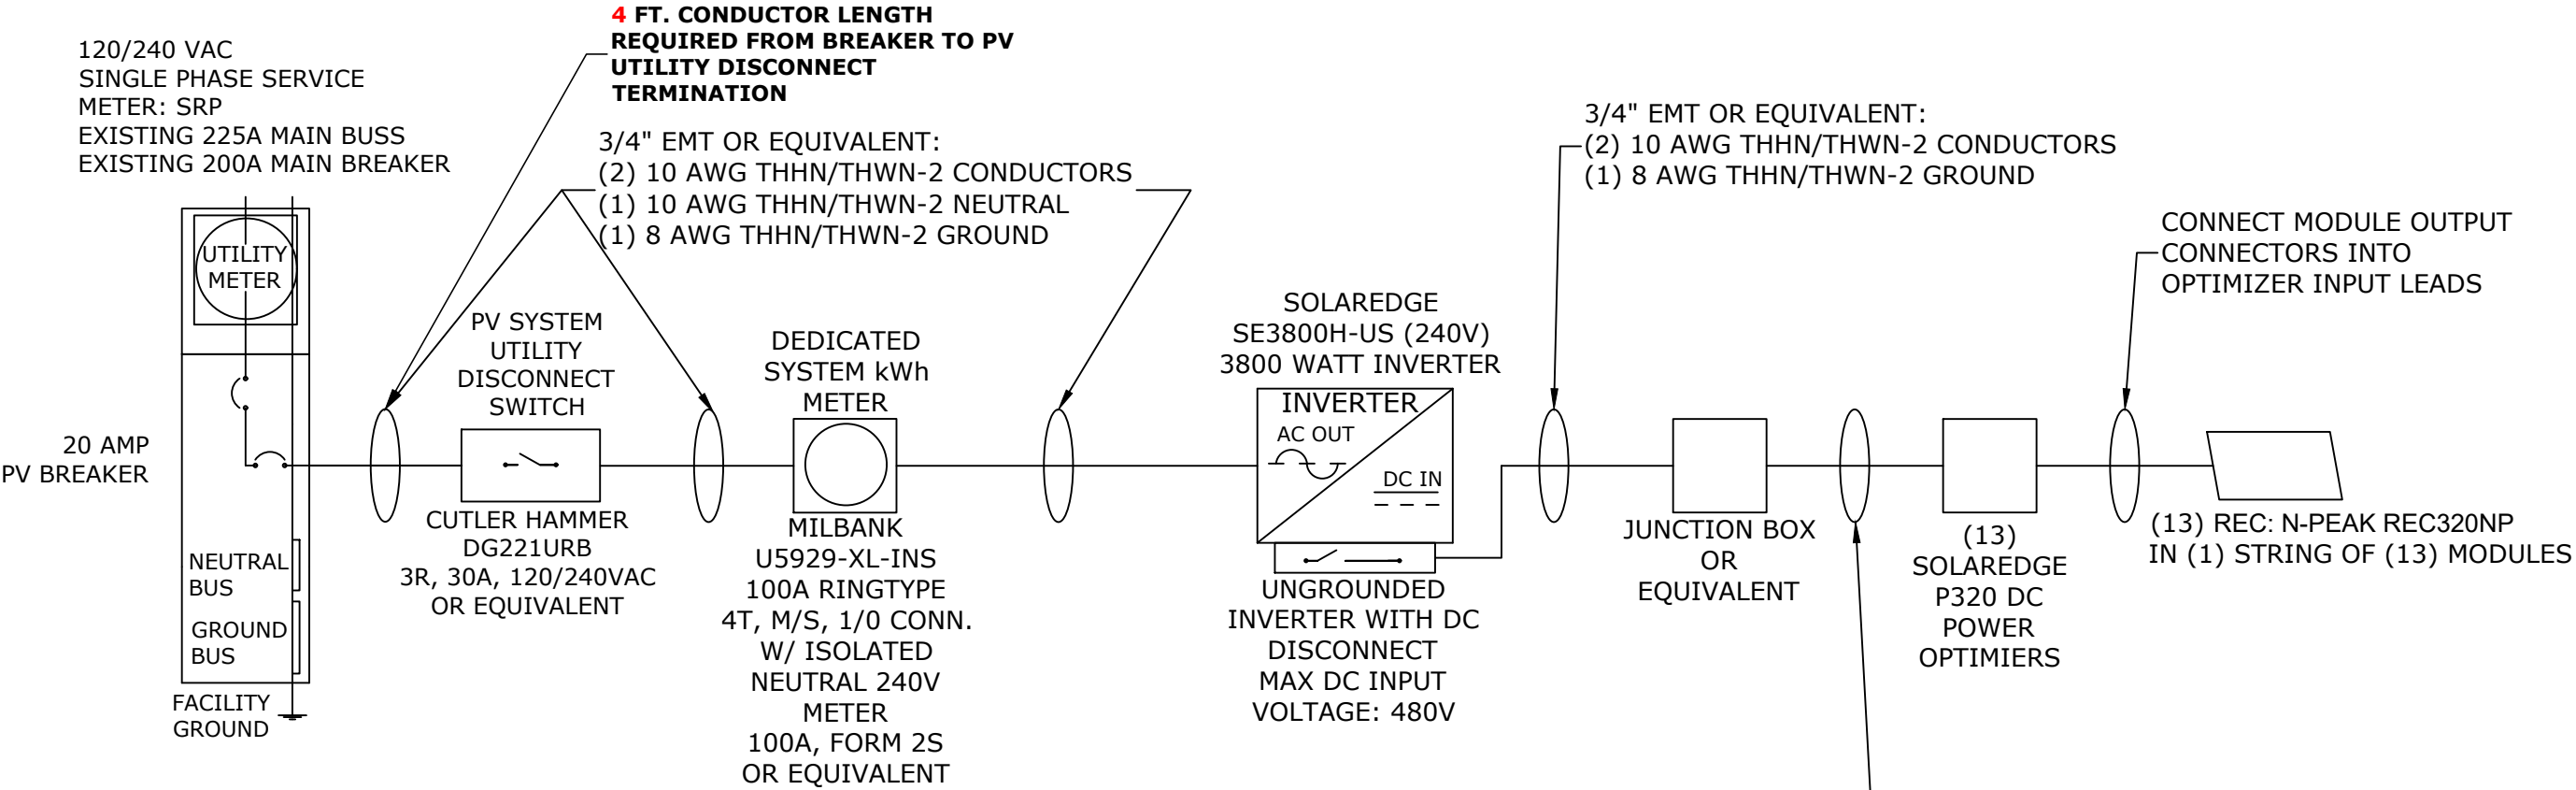 4 FT. CONDUCTOR LENGTH
REQUIRED FROM BREAKER TO PV
UTILITY DISCONNECT
TERMINATION
120/240 VAC
SINGLE PHASE SERVICE
METER: SRP
EXISTING 225A MAIN BUSS
EXISTING 200A MAIN BREAKER
3/4" EMT OR EQUIVALENT:
(2) 10 AWG THHN/THWN-2 CONDUCTORS
(1) 10 AWG THHN/THWN-2 NEUTRAL
(1) 8 AWG THHN/THWN-2 GROUND
3/4" EMT OR EQUIVALENT:
(2) 10 AWG THHN/THWN-2 CONDUCTORS
(1) 8 AWG THHN/THWN-2 GROUND
CONNECT MODULE OUTPUT
CONNECTORS INTO
OPTIMIZER INPUT LEADS
UTILITY
METER
20 AMP
PV BREAKER
NEUTRAL
BUS
GROUND
BUS
FACILITY
GROUND
PV SYSTEM
UTILITY
DISCONNECT
SWITCH
CUTLER HAMMER
DG221URB
3R, 30A, 120/240VAC
OR EQUIVALENT
DEDICATED
SYSTEM kWh
METER
MILBANK
U5929-XL-INS
100A RINGTYPE
4T, M/S, 1/0 CONN.
W/ ISOLATED
NEUTRAL 240V
METER
100A, FORM 2S
OR EQUIVALENT
SOLAREDGE
SE3800H-US (240V)
3800 WATT INVERTER
INVERTER
AC OUT
DC IN
UNGROUNDED
INVERTER WITH DC
DISCONNECT
MAX DC INPUT
VOLTAGE: 480V
JUNCTION BOX
OR
EQUIVALENT
(13)
SOLAREDGE
P320 DC
POWER
OPTIMIERS
(13) REC: N-PEAK REC320NP
IN (1) STRING OF (13) MODULES